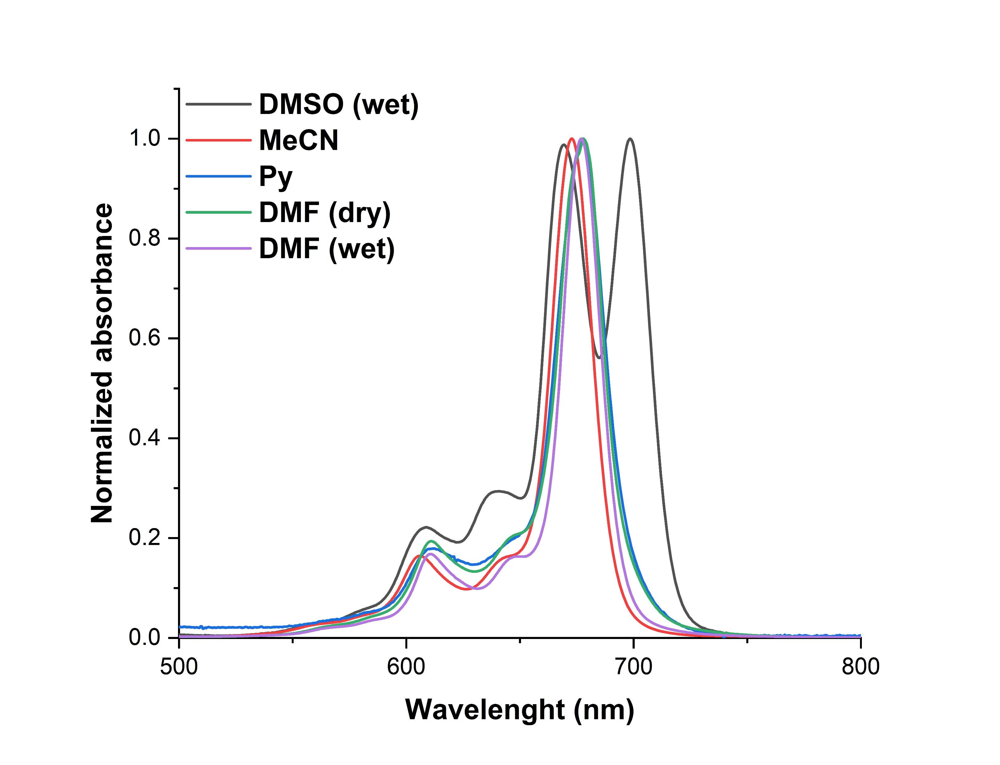 DMSO (wet)
MeCN
Py
DMF (dry)
DMF (wet)
Normalized absorbance
1.0
0.8
0.6
0.4
0.2
0.0
500 600 700 800
Wavelenght (nm)